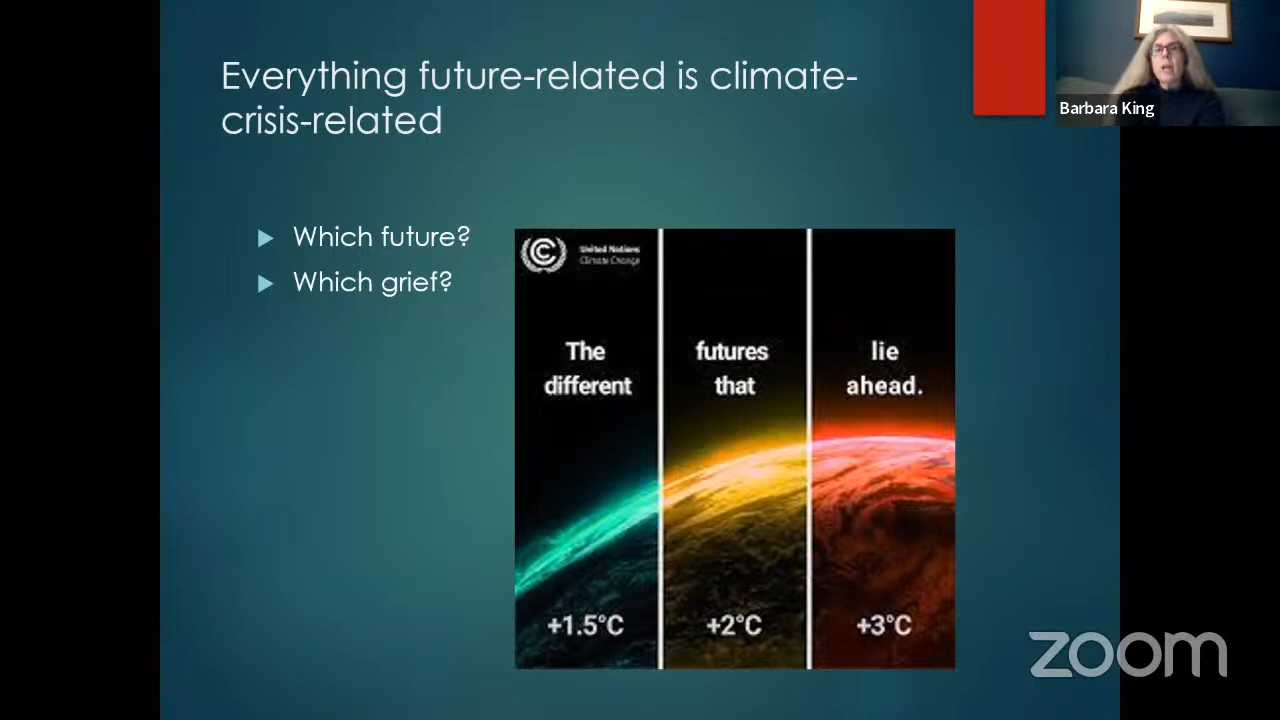 Everything future-related is climate-
crisis-related
Barbara King
Which future?
Which grief?
United Nations
Climate Change
The
different
futures
that
lie
ahead.
+1.5°C
+2°C
+3°C
zoom